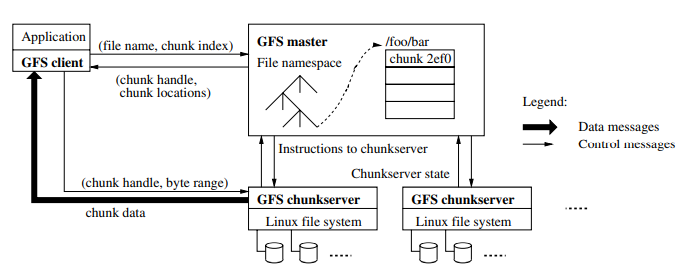 Application
GFS client
(file name, chunk index)
(chunk handle,
chunk locations)
GFS master
File namespace
/foo/bar
chunk 2ef0
Legend:
Data messages
Control messages
Instructions to chunkserver
Chunkserver state
(chunk handle, byte range)
chunk data
GFS chunkserver
Linux file system
GFS chunkserver
Linux file system